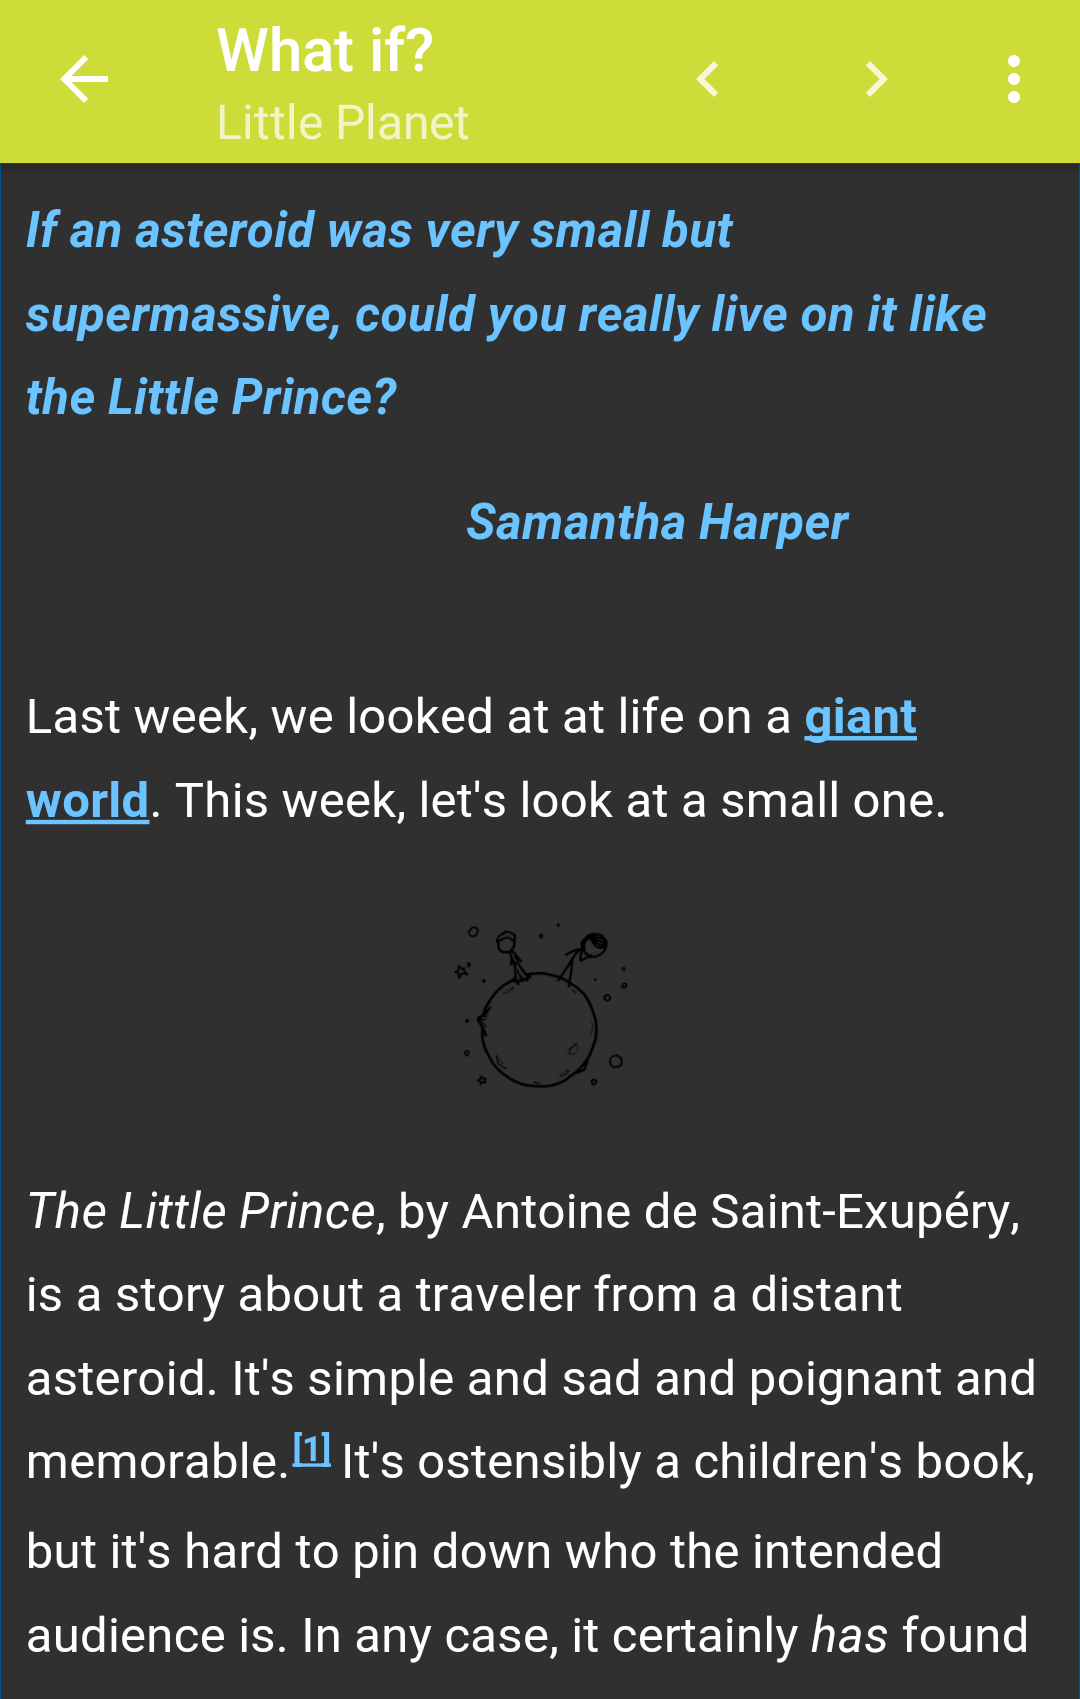 What if?
Little Planet
If an asteroid was very small but
supermassive, could you really live on it like
the Little Prince?
Samantha Harper
Last week, we looked at at life on a giant
world. This week, let's look at a small one.
The Little Prince, by Antoine de Saint-Exupéry,
is a story about a traveler from a distant
asteroid. It's simple and sad and poignant and
memorable.[1] It's ostensibly a children's book,
but it's hard to pin down who the intended
audience is. In any case, it certainly has found